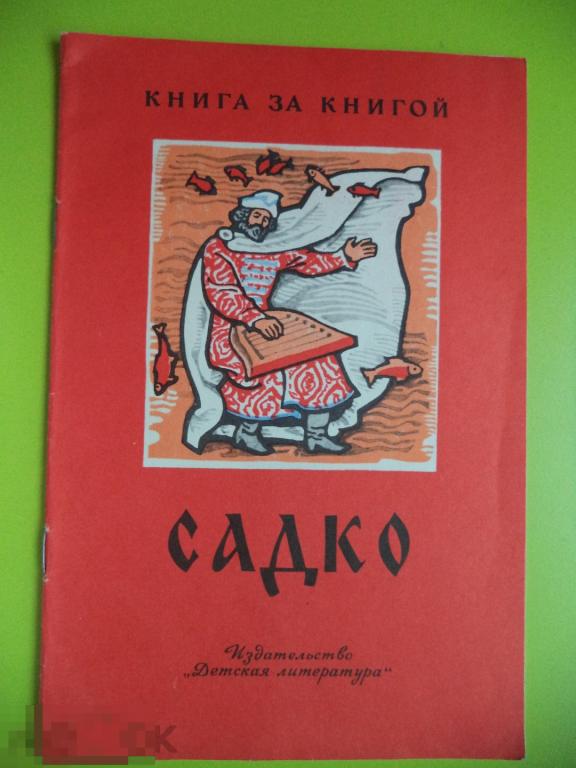 КНИГА ЗА КНИГОЙ
САДКО
Издательство
„Детская литература“